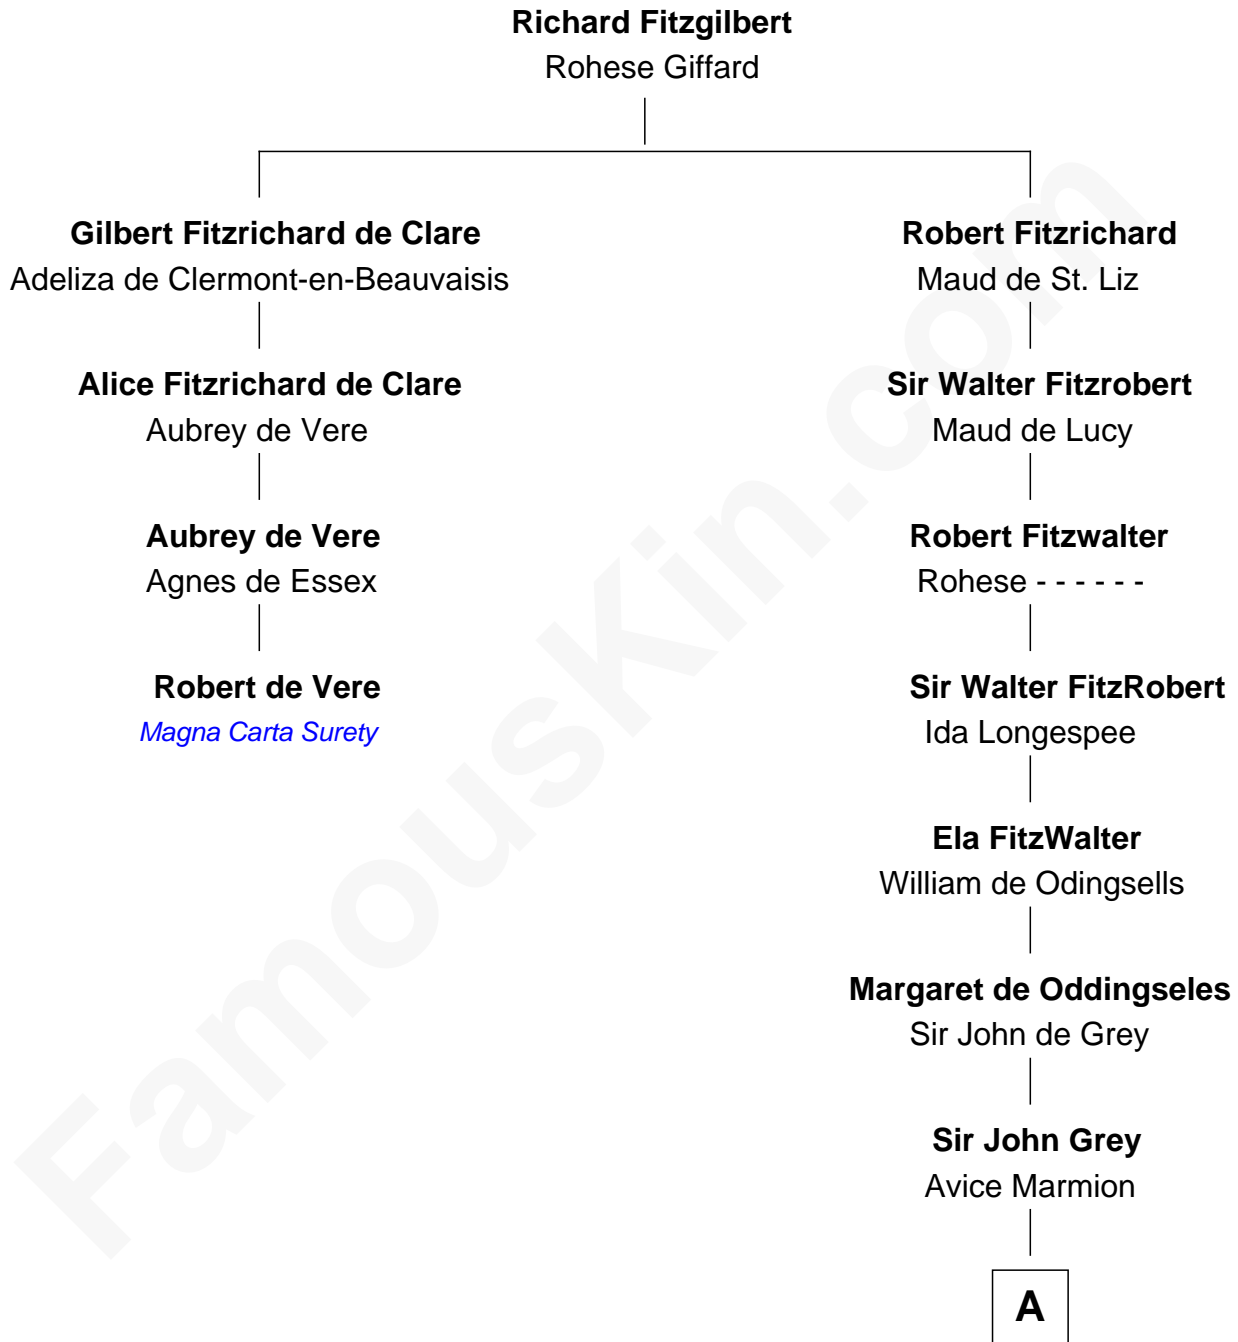 Richard Fitzgilbert
Rohese Giffard
Gilbert Fitzrichard de Clare
Adeliza de Clermont-en-Beauvaisis
Alice Fitzrichard de Clare
Aubrey de Vere
Aubrey de Vere
Agnes de Essex
Robert de Vere
Magna Carta Surety
Robert Fitzrichard
Maud de St. Liz
Sir Walter Fitzrobert
Maud de Lucy
Robert Fitzwalter
Rohese - - - - - -
Sir Walter FitzRobert
Ida Longespee
Ela FitzWalter
William de Odingsells
Margaret de Oddingseles
Sir John de Grey
Sir John Grey
Avice Marmion
A
FamousKin.com